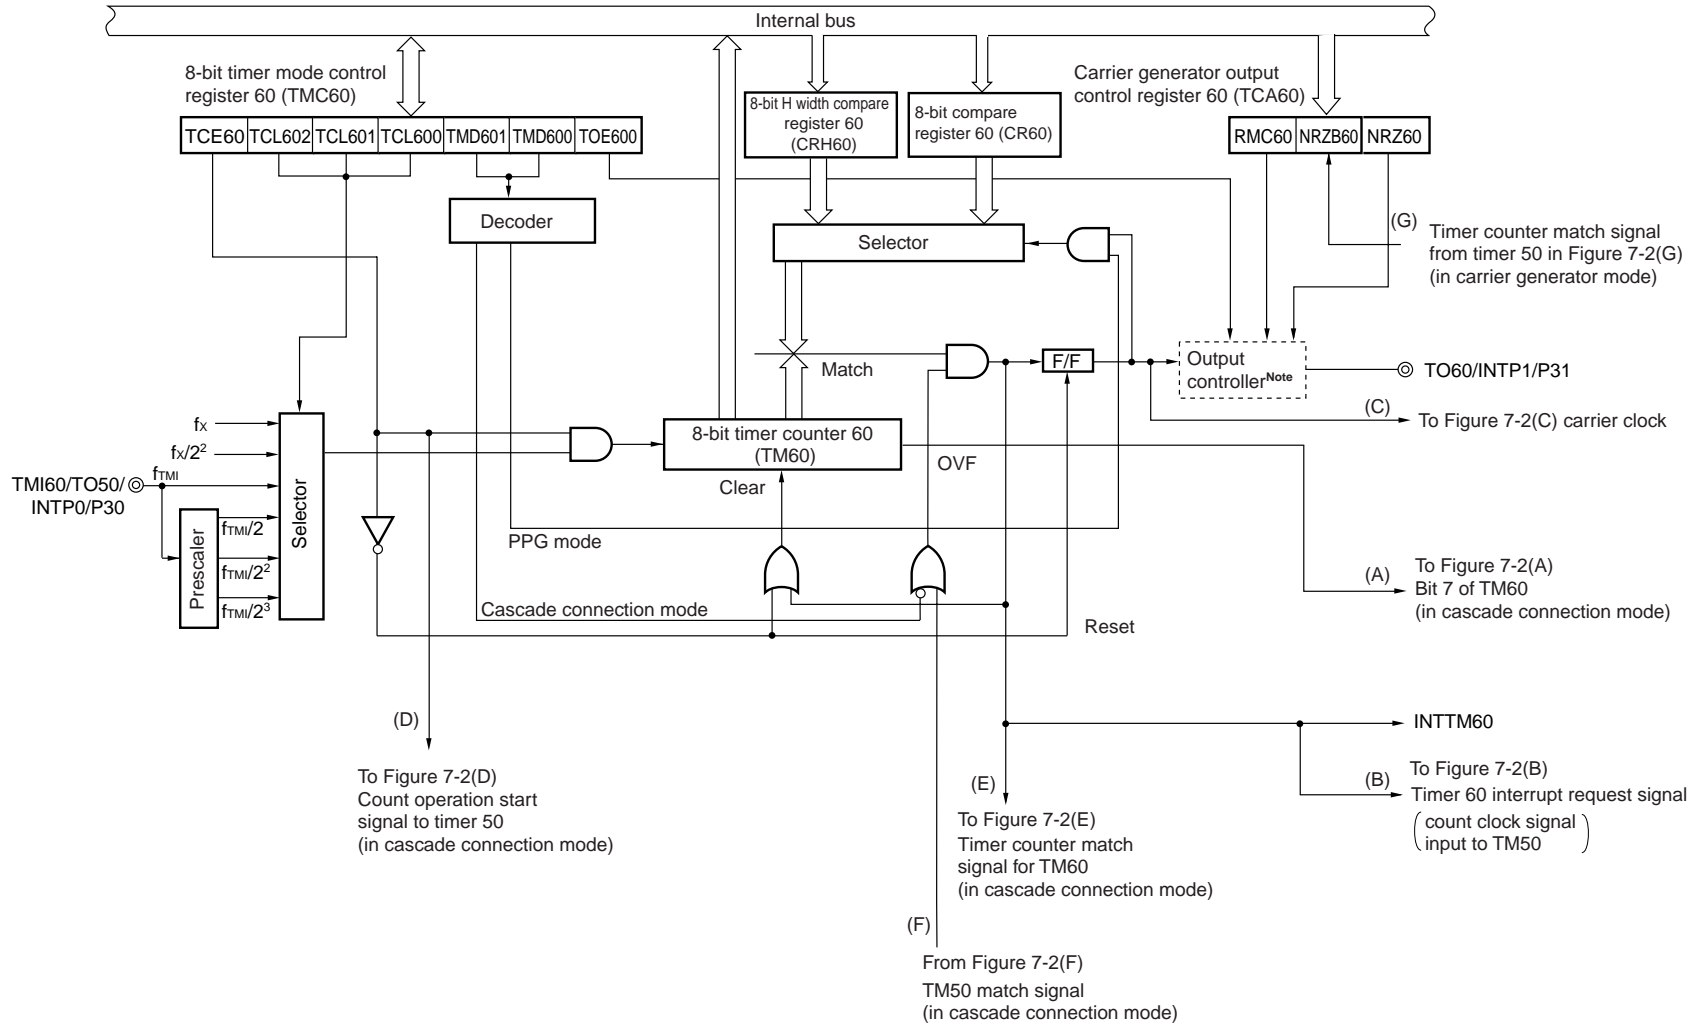 Internal bus
8-bit timer mode control
register 60 (TMC60)
8-bit H width compare
register 60
(CRH60)
8-bit compare
register 60 (CR60)
Carrier generator output
control register 60 (TCA60)
TCE60 TCL602 TCL601 TCL600 TMD601 TMD600 TOE600
RMC60 NRZB60 NRZ60
Decoder
Selector
(G)
Timer counter match signal
from timer 50 in Figure 7-2(G)
(in carrier generator mode)
Match
F/F
Output
controllerNote
TO60/INTP1/P31
(C)
To Figure 7-2(C) carrier clock
fX
fX/2²
fTMI
TMI60/TO50/
INTP0/P30
Prescaler
fTMI/2
fTMI/2²
fTMI/2³
Selector
8-bit timer counter 60
(TM60)
OVF
Clear
PPG mode
Cascade connection mode
Reset
(A)
To Figure 7-2(A)
Bit 7 of TM60
(in cascade connection mode)
(D)
To Figure 7-2(D)
Count operation start
signal to timer 50
(in cascade connection mode)
INTTM60
(B)
To Figure 7-2(B)
Timer 60 interrupt request signal
(count clock signal
input to TM50)
(E)
To Figure 7-2(E)
Timer counter match
signal for TM60
(in cascade connection mode)
(F)
From Figure 7-2(F)
TM50 match signal
(in cascade connection mode)